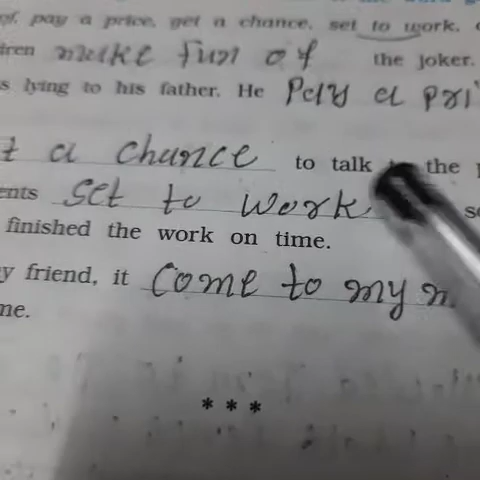 of, pay a price, get a chance, set to work,
make fun of the joker.
s lying to his father. He Pay a pri
t a chance to talk the
ents set to work
finished the work on time.
y friend, it Come to my
me.
* * *